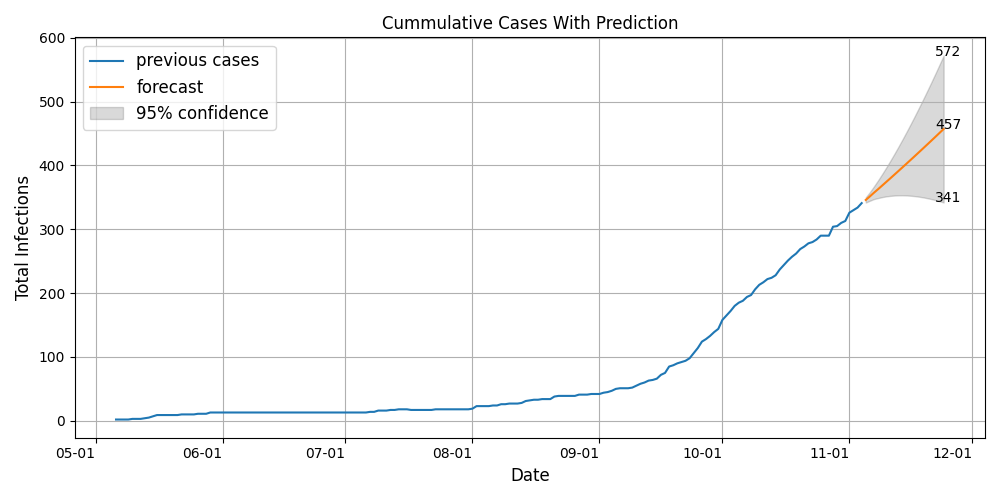 Cummulative Cases With Prediction
previous cases
forecast
95% confidence
572
457
341
600
500
400
300
200
100
0
Total Infections
05-01 06-01 07-01 08-01 09-01 10-01 11-01 12-01
Date